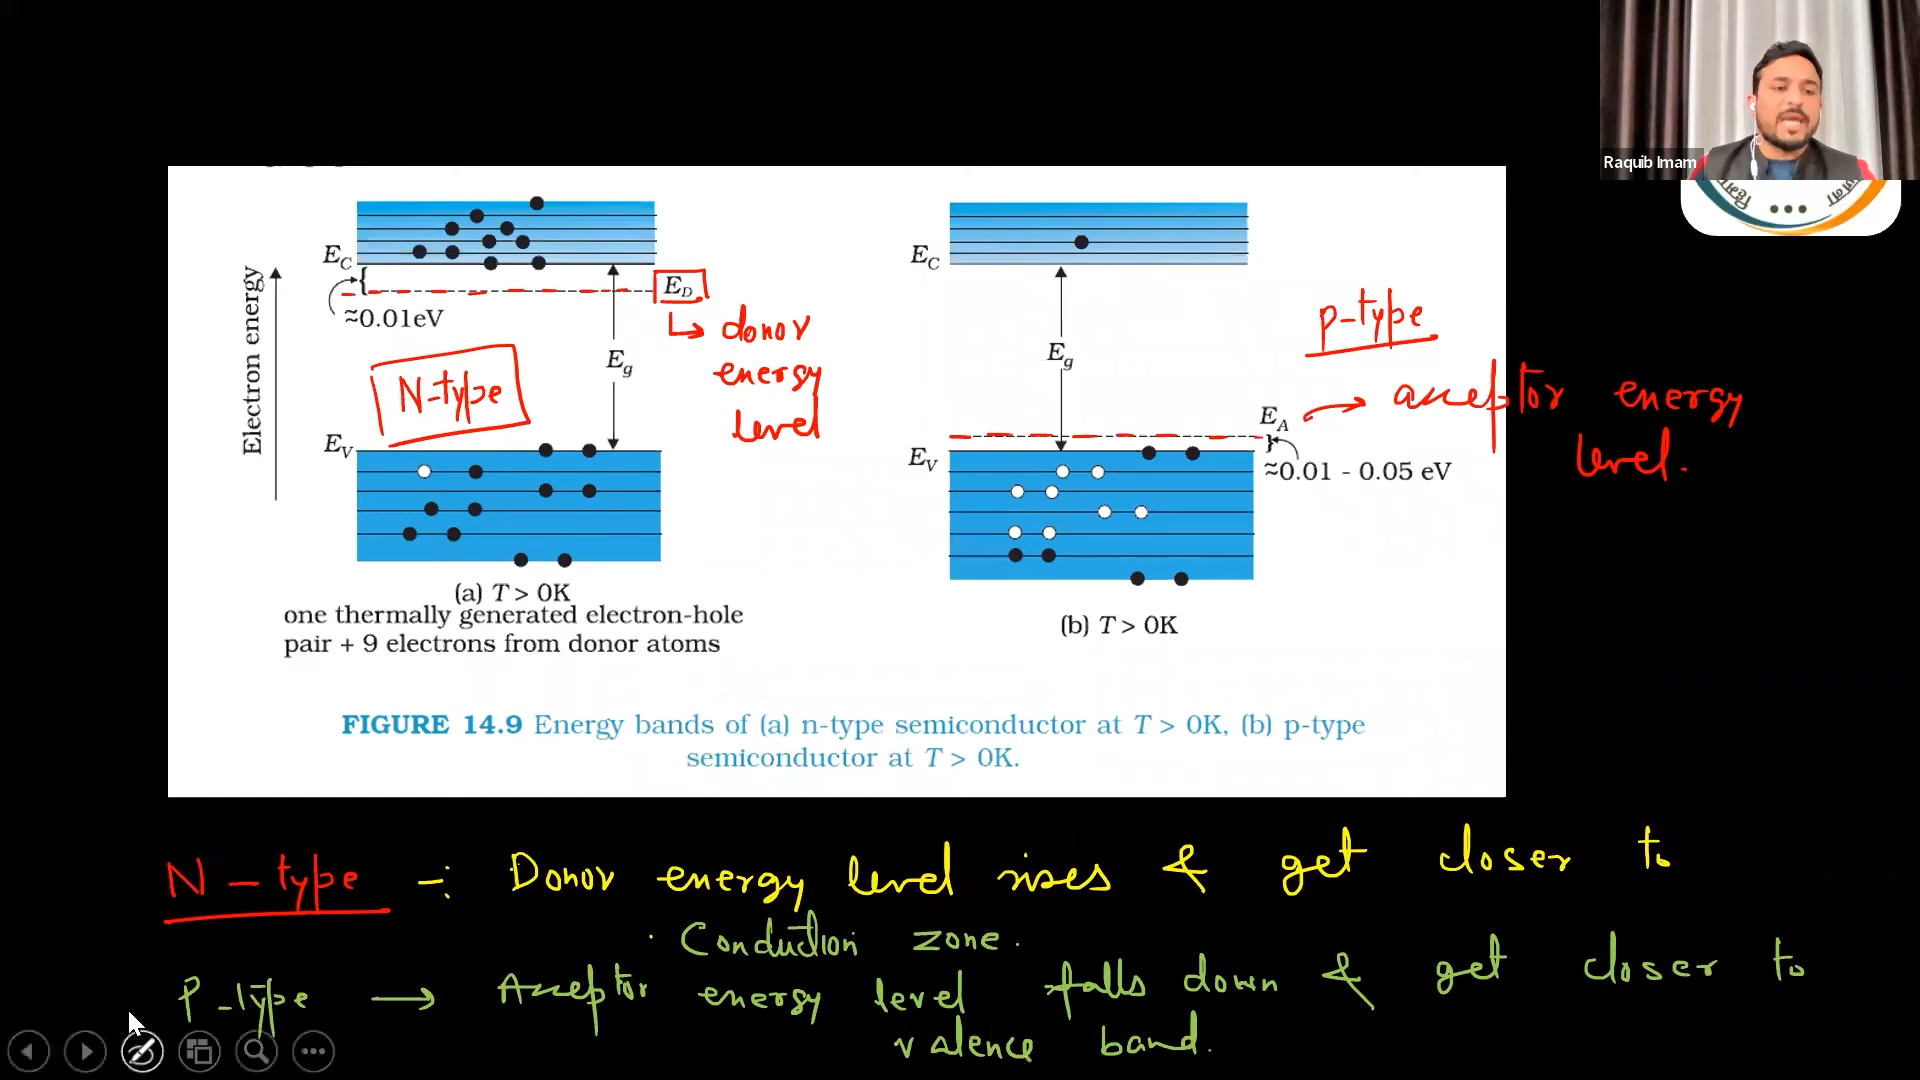 Raquib Imam
E_C
E_D
≈0.01eV
Electron energy
E_g
E_V
N-type
donor
energy
level
(a) T > 0K
one thermally generated electron-hole
pair + 9 electrons from donor atoms
E_C
E_g
E_A
E_V
≈0.01 - 0.05 eV
(b) T > 0K
p-type
acceptor energy
level.
FIGURE 14.9 Energy bands of (a) n-type semiconductor at T > 0K, (b) p-type
semiconductor at T > 0K.
N-type -: Donor energy level rises & get closer to
Conduction zone.
P-type → Acceptor energy level falls down & get closer to
valence band.